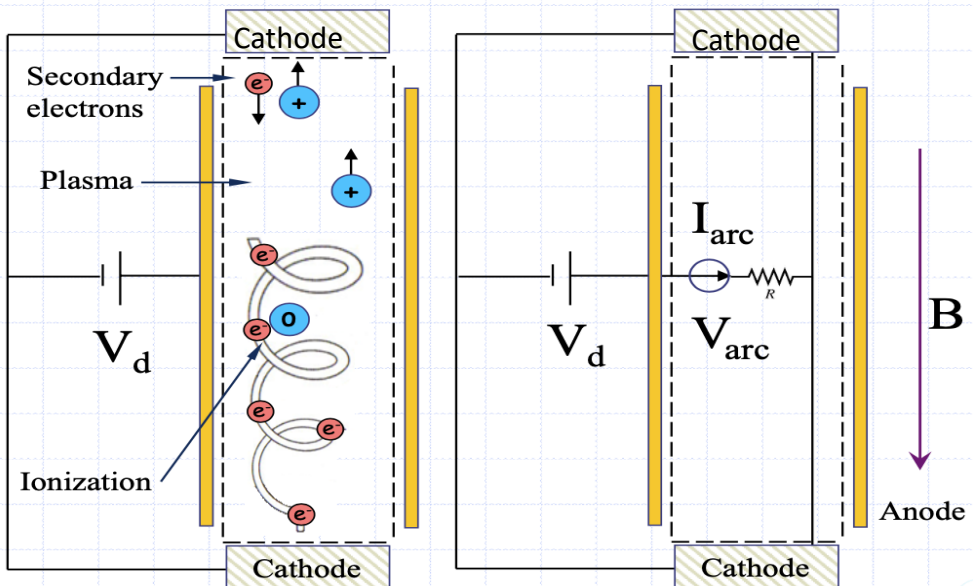 Cathode
Secondary
electrons
e⁻
+
Plasma
+
e⁻
V_d
e⁻
O
e⁻
e⁻
Ionization
e⁻
Cathode
Cathode
I_arc
R
V_d
V_arc
B
Anode
Cathode